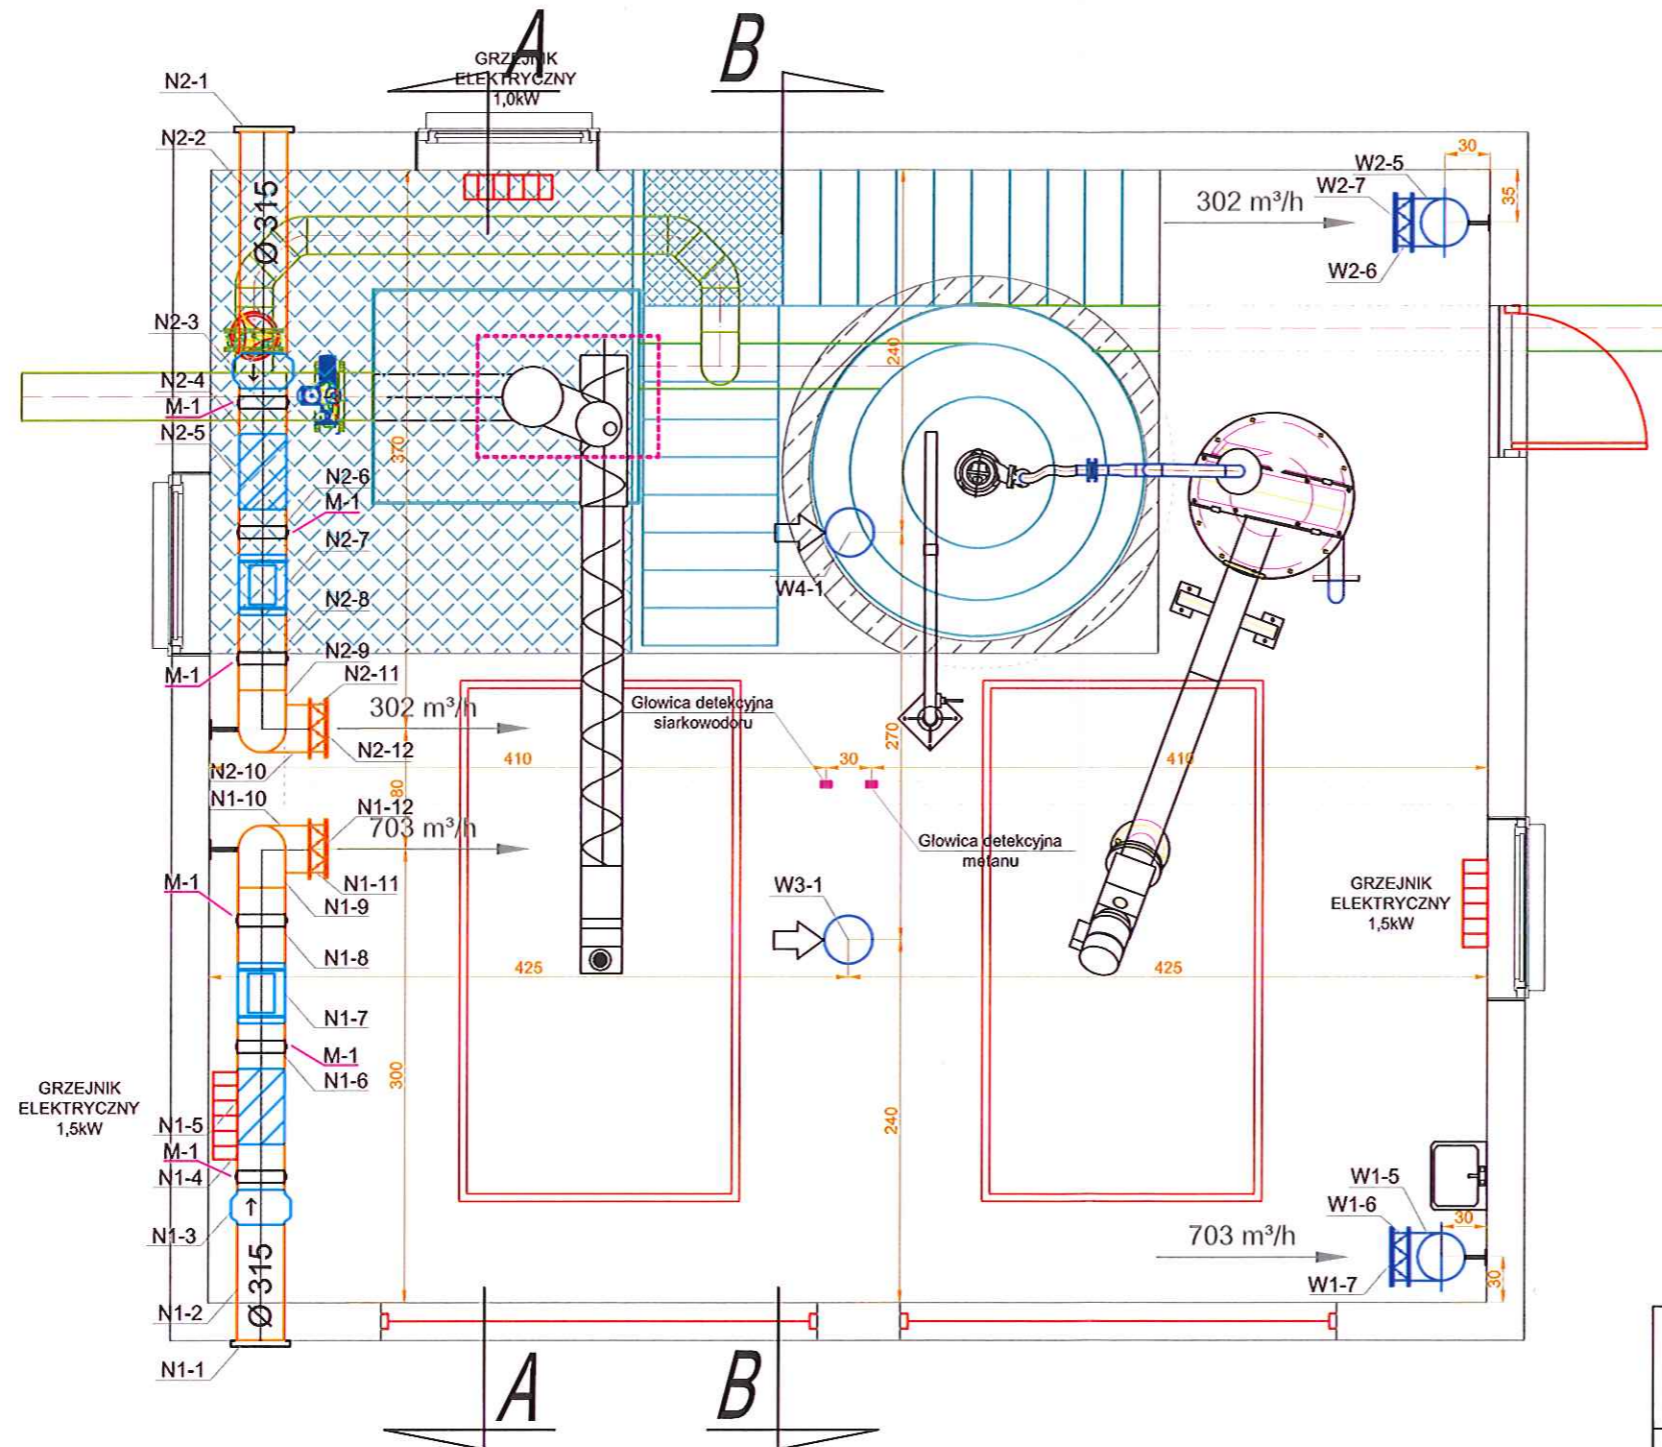 A
B
GRZEJNIK
ELEKTRYCZNY
1,0kW
N2-1
N2-2
Ø 315
302 m³/h
W2-5
30
W2-7
35
W2-6
N2-3
N2-4
M-1
N2-5
370
240
N2-6
M-1
N2-7
W4-1
N2-8
N2-9
M-1
N2-11
302 m³/h
N2-12
N2-10
Głowica detekcyjna
siarkowodoru
270
410
30
410
80
N1-10
N1-12
703 m³/h
Głowica detekcyjna
metanu
M-1
N1-11
N1-9
W3-1
GRZEJNIK
ELEKTRYCZNY
1,5kW
N1-8
425
425
N1-7
M-1
N1-6
300
GRZEJNIK
ELEKTRYCZNY
1,5kW
240
N1-5
M-1
N1-4
N1-3
Ø 315
N1-2
N1-1
703 m³/h
W1-5
W1-6
30
W1-7
30
A
B